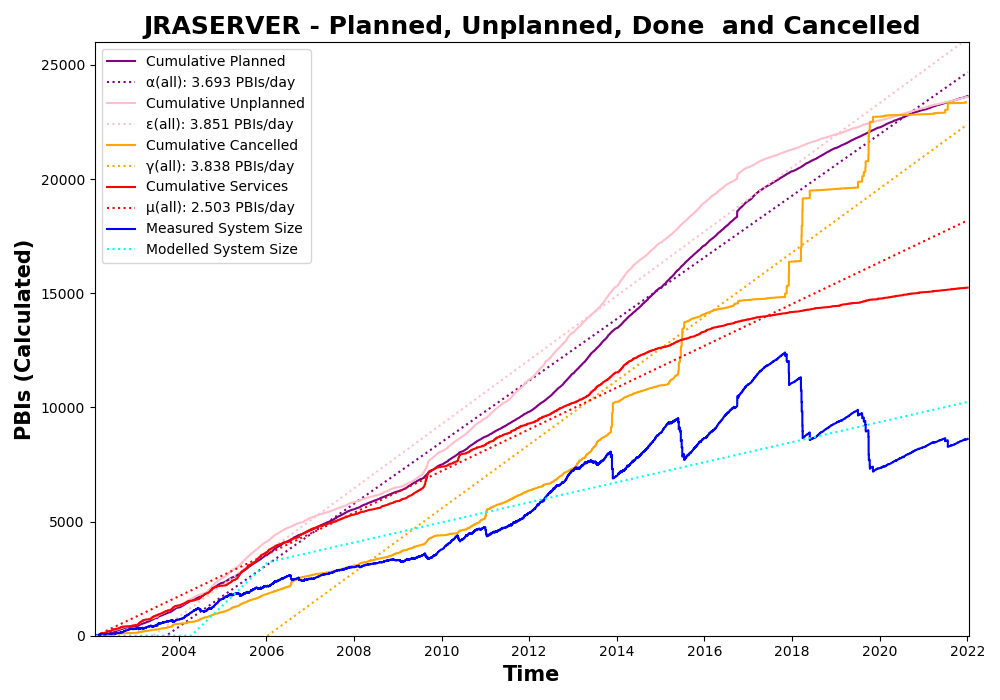 JRASERVER - Planned, Unplanned, Done  and Cancelled
25000
20000
15000
10000
5000
0
PBIs (Calculated)
Cumulative Planned
α(all): 3.693 PBIs/day
Cumulative Unplanned
ε(all): 3.851 PBIs/day
Cumulative Cancelled
γ(all): 3.838 PBIs/day
Cumulative Services
μ(all): 2.503 PBIs/day
Measured System Size
Modelled System Size
2004 2006 2008 2010 2012 2014 2016 2018 2020 2022
Time